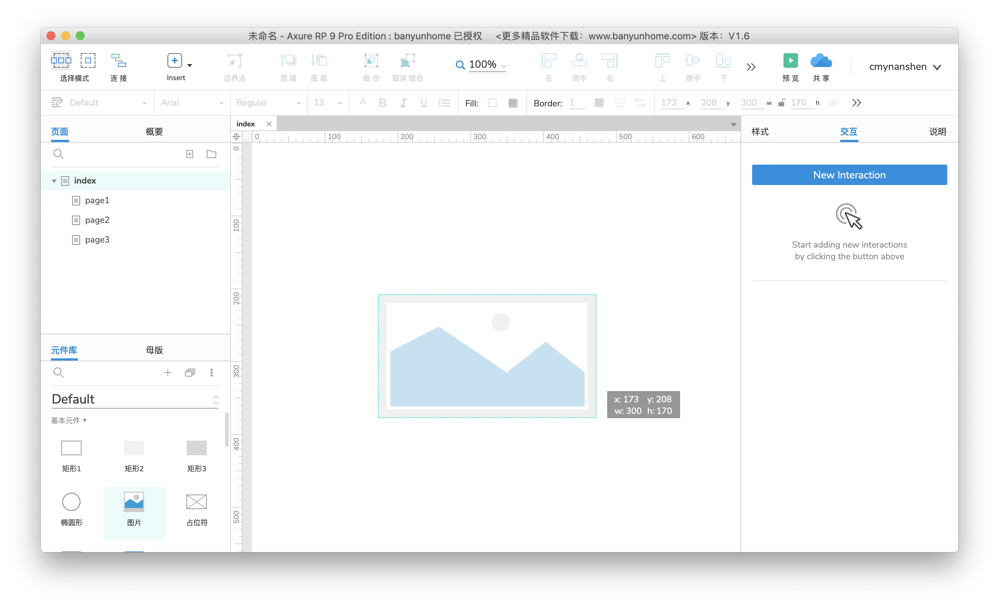 未命名 - Axure RP 9 Pro Edition : banyunhome 已授权 <更多精品软件下载：www.banyunhome.com> 版本：V1.6
选择模式 连 接 Insert 边界点 顶 层 底 层 组 合 取消 组合 100% 左 居中 右 上 居中 下 预 览 共 享 cmynanshen
Default Arial Regular 13 A B I U Fill: Border: 1 173 x 208 y 300 w 170 h
页面 概要
index
page1
page2
page3
元件库 母版
Default
基本元件
矩形1 矩形2 矩形3
椭圆形 图片 占位符
index
0 100 200 300 400 500 600
0
100
200
300
400
500
x: 173 y: 208
w: 300 h: 170
样式 交互 说明
New Interaction
Start adding new interactions
by clicking the button above